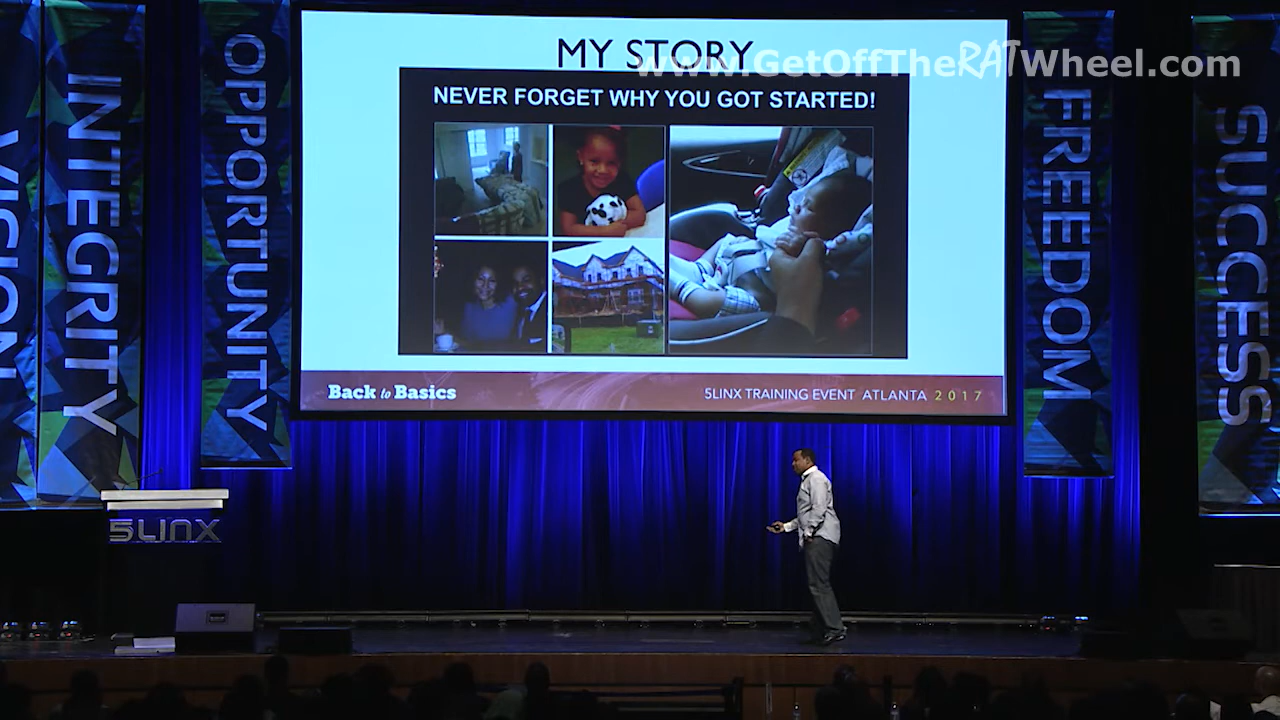 MY STORY
www.GetOffTheRATWheel.com
NEVER FORGET WHY YOU GOT STARTED!
VISION
INTEGRITY
OPPORTUNITY
FREEDOM
SUCCESS
Back to Basics
5LINX TRAINING EVENT ATLANTA 2017
5LINX